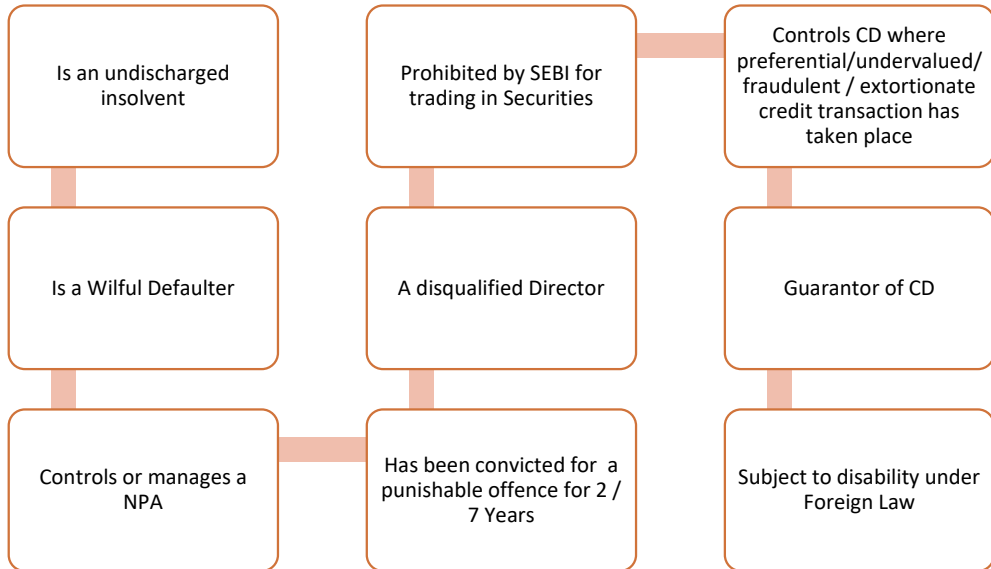 Is an undischarged
insolvent
Is a Wilful Defaulter
Controls or manages a
NPA
Has been convicted for a
punishable offence for 2 /
7 Years
A disqualified Director
Prohibited by SEBI for
trading in Securities
Controls CD where
preferential/undervalued/
fraudulent / extortionate
credit transaction has
taken place
Guarantor of CD
Subject to disability under
Foreign Law